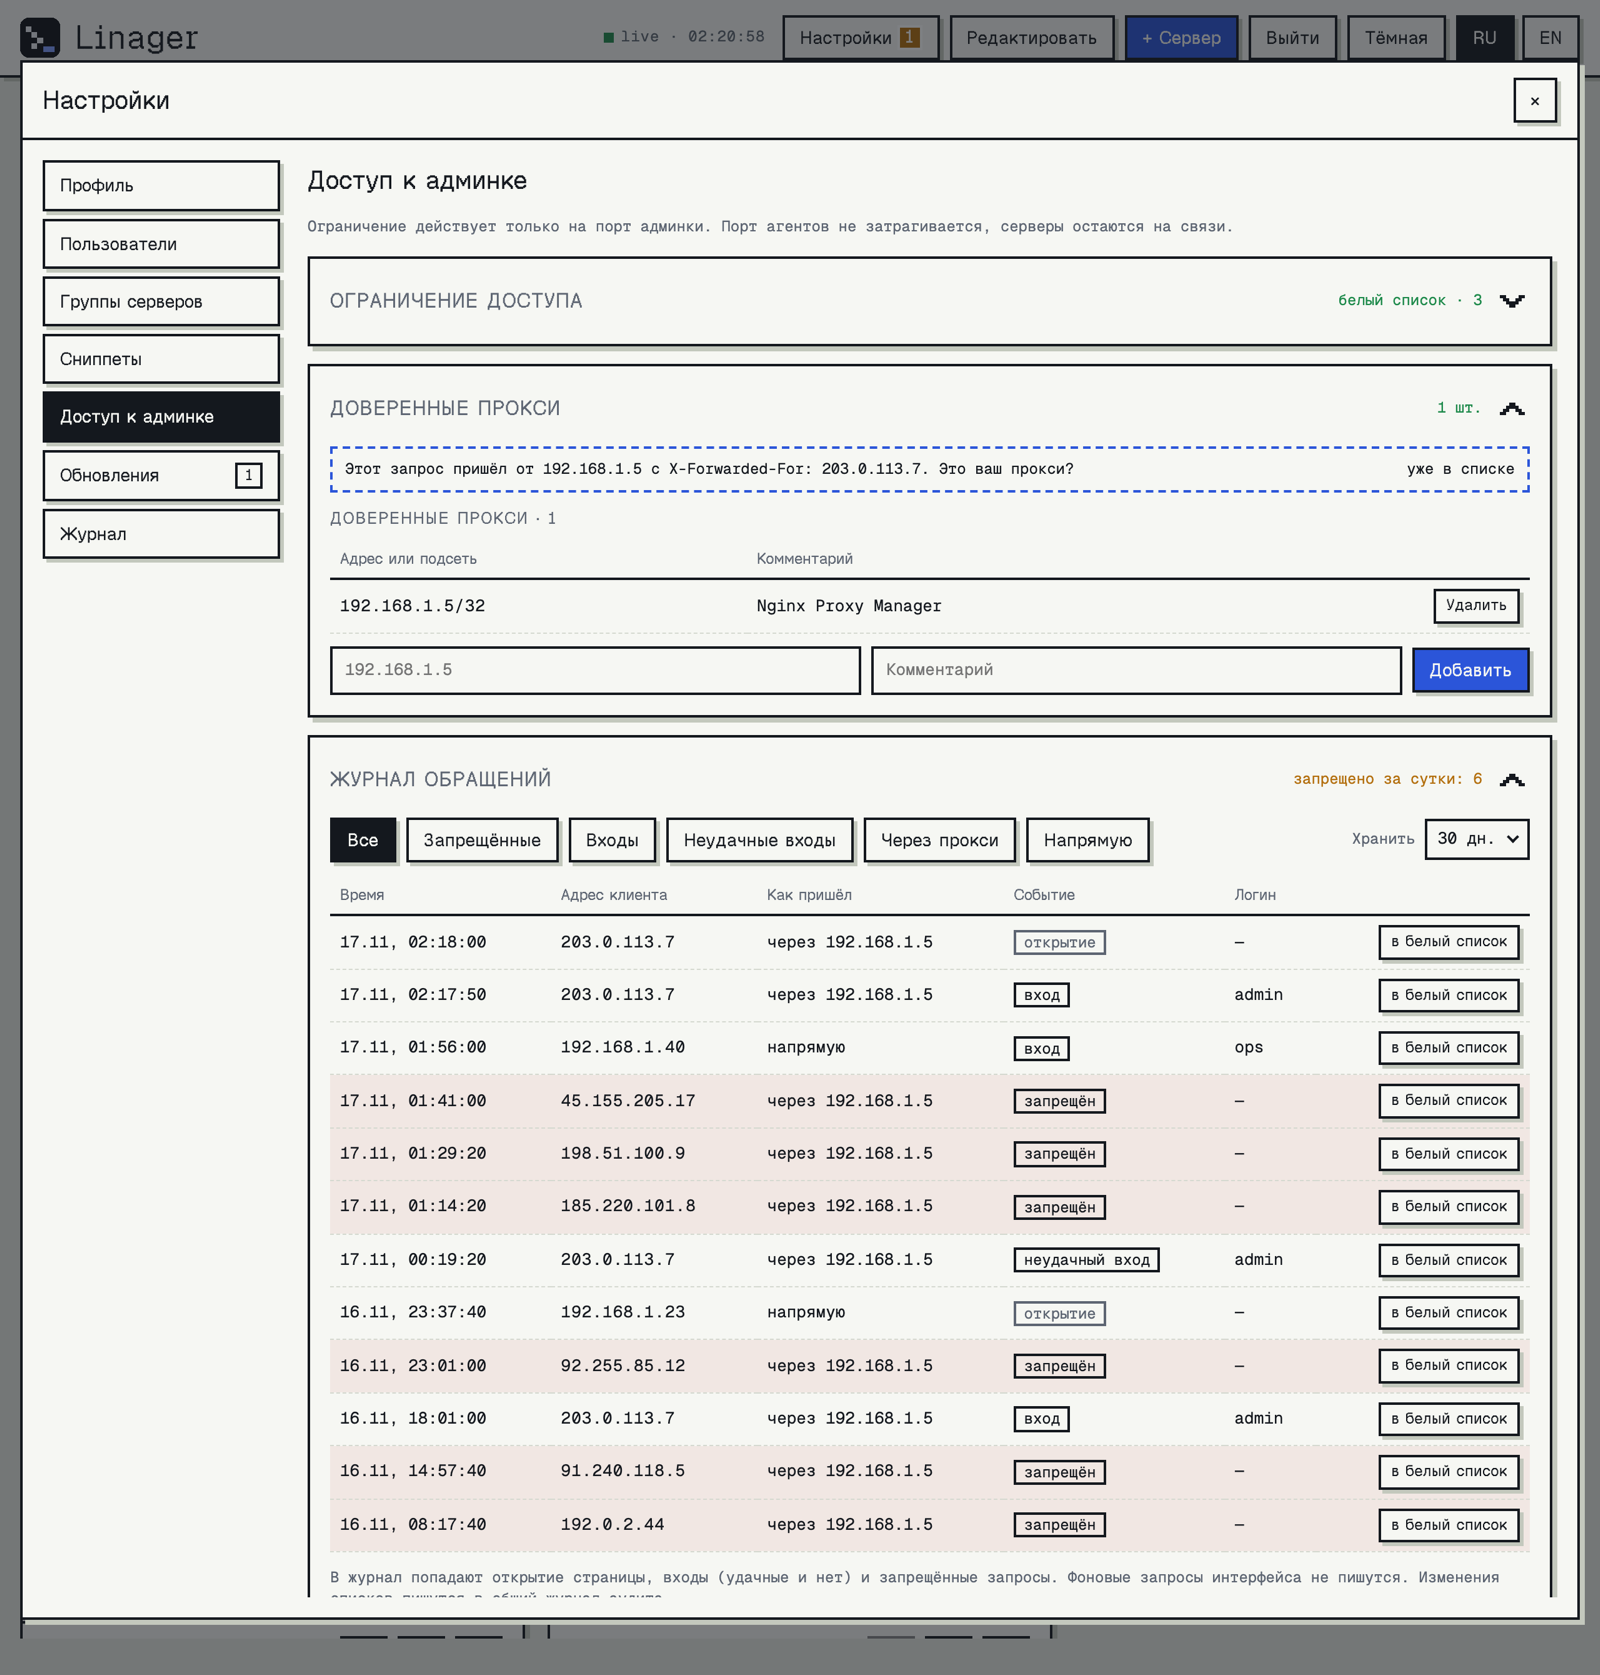 Linager
live · 02:20:58
Настройки 1
Редактировать
+ Сервер
Выйти
Тёмная
RU
EN
Настройки
×
Профиль
Пользователи
Группы серверов
Сниппеты
Доступ к админке
Обновления 1
Журнал
Доступ к админке
Ограничение действует только на порт админки. Порт агентов не затрагивается, серверы остаются на связи.
ОГРАНИЧЕНИЕ ДОСТУПА белый список · 3
ДОВЕРЕННЫЕ ПРОКСИ 1 шт.
Этот запрос пришёл от 192.168.1.5 с X-Forwarded-For: 203.0.113.7. Это ваш прокси? уже в списке
ДОВЕРЕННЫЕ ПРОКСИ · 1
Адрес или подсеть Комментарий
192.168.1.5/32 Nginx Proxy Manager Удалить
192.168.1.5 Комментарий Добавить
ЖУРНАЛ ОБРАЩЕНИЙ запрещено за сутки: 6
Все Запрещённые Входы Неудачные входы Через прокси Напрямую Хранить 30 дн.
Время Адрес клиента Как пришёл Событие Логин
17.11, 02:18:00 203.0.113.7 через 192.168.1.5 открытие — в белый список
17.11, 02:17:50 203.0.113.7 через 192.168.1.5 вход admin в белый список
17.11, 01:56:00 192.168.1.40 напрямую вход ops в белый список
17.11, 01:41:00 45.155.205.17 через 192.168.1.5 запрещён — в белый список
17.11, 01:29:20 198.51.100.9 через 192.168.1.5 запрещён — в белый список
17.11, 01:14:20 185.220.101.8 через 192.168.1.5 запрещён — в белый список
17.11, 00:19:20 203.0.113.7 через 192.168.1.5 неудачный вход admin в белый список
16.11, 23:37:40 192.168.1.23 напрямую открытие — в белый список
16.11, 23:01:00 92.255.85.12 через 192.168.1.5 запрещён — в белый список
16.11, 18:01:00 203.0.113.7 через 192.168.1.5 вход admin в белый список
16.11, 14:57:40 91.240.118.5 через 192.168.1.5 запрещён — в белый список
16.11, 08:17:40 192.0.2.44 через 192.168.1.5 запрещён — в белый список
В журнал попадают открытие страницы, входы (удачные и нет) и запрещённые запросы. Фоновые запросы интерфейса не пишутся. Изменения